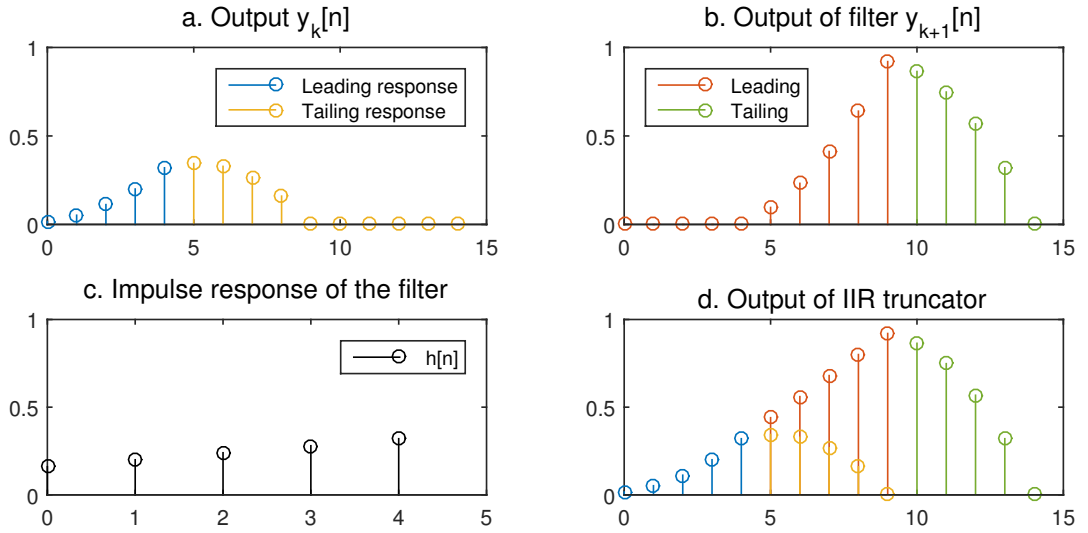 a. Output y_k[n]
1
0.5
0
0 5 10 15
Leading response
Tailing response
b. Output of filter y_{k+1}[n]
1
0.5
0
0 5 10 15
Leading
Tailing
c. Impulse response of the filter
1
0.5
0
0 1 2 3 4 5
h[n]
d. Output of IIR truncator
1
0.5
0
0 5 10 15